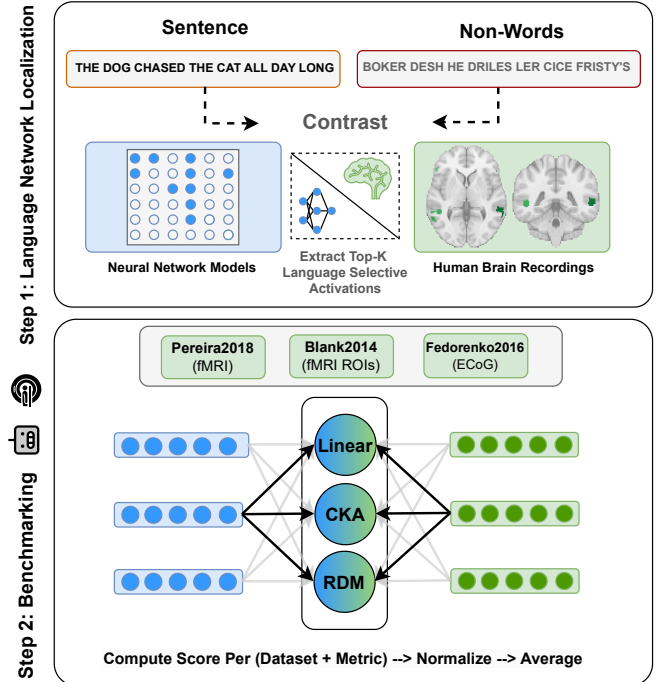 Step 1: Language Network Localization
Sentence
Non-Words
THE DOG CHASED THE CAT ALL DAY LONG
BOKER DESH HE DRILES LER CICE FRISTY'S
Contrast
Neural Network Models
Extract Top-K
Language Selective
Activations
Human Brain Recordings
Step 2: Benchmarking
Pereira2018
(fMRI)
Blank2014
(fMRI ROIs)
Fedorenko2016
(ECoG)
Linear
CKA
RDM
Compute Score Per (Dataset + Metric) --> Normalize --> Average